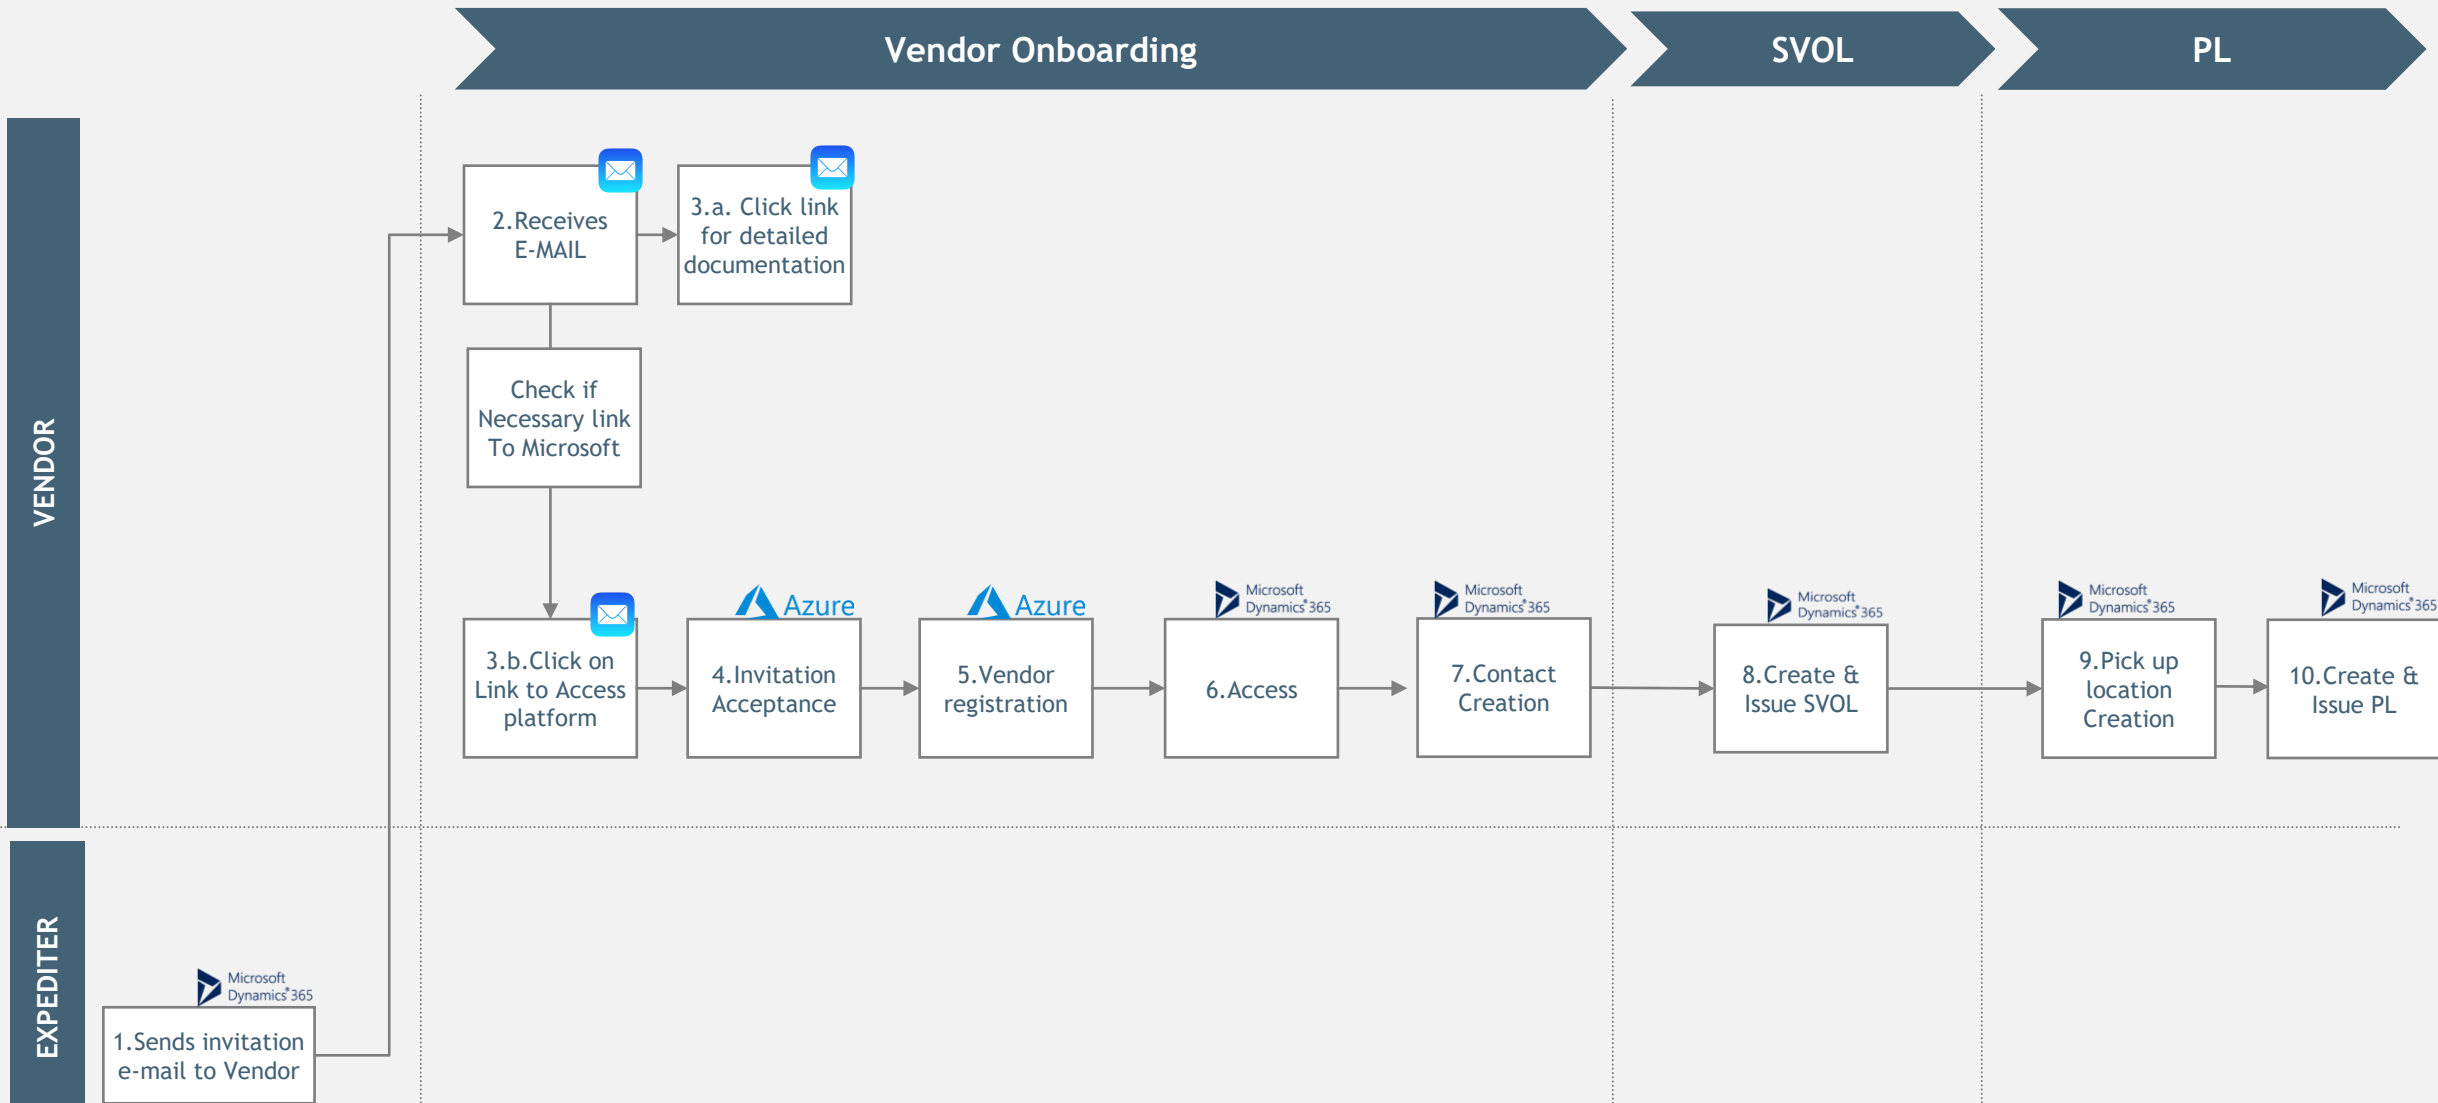 Vendor Onboarding
SVOL
PL
VENDOR
2.Receives
E-MAIL
3.a. Click link
for detailed
documentation
Check if
Necessary link
To Microsoft
3.b.Click on
Link to Access
platform
Azure
4.Invitation
Acceptance
Azure
5.Vendor
registration
Microsoft
Dynamics®365
6.Access
Microsoft
Dynamics®365
7.Contact
Creation
Microsoft
Dynamics®365
8.Create &
Issue SVOL
Microsoft
Dynamics®365
9.Pick up
location
Creation
Microsoft
Dynamics®365
10.Create &
Issue PL
EXPEDITER
Microsoft
Dynamics®365
1.Sends invitation
e-mail to Vendor